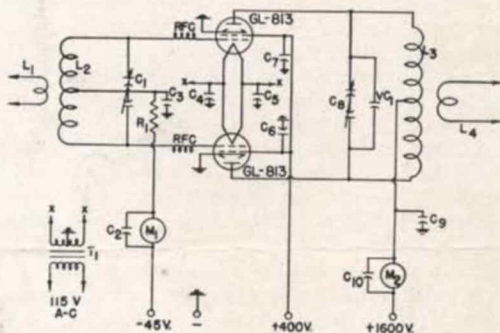 GL-813
RFC
L1
L2
C1
C3
C4
C5
C7
R1
C6
RFC
GL-813
C8
VC1
L3
L4
C2
M1
C9
C10
M2
X
X
X
X
T1
115 V
A-C
-45V.
-
+400V.
+1600V.